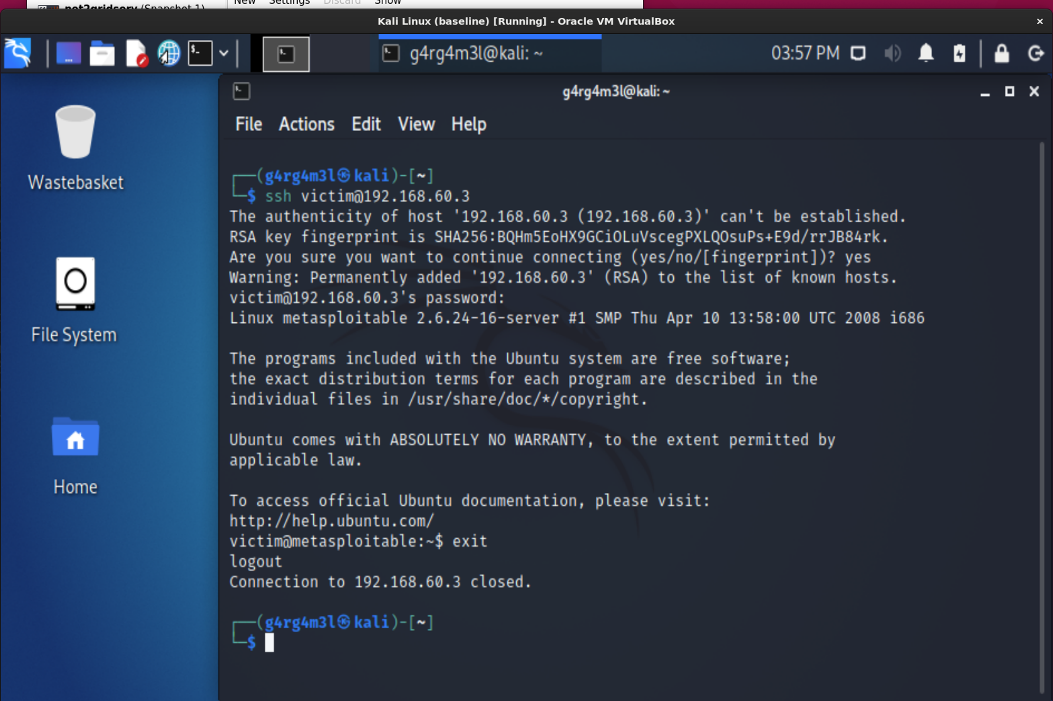 New Settings Discard Show
Kali Linux (baseline) [Running] - Oracle VM VirtualBox
g4rg4m3l@kali: ~
03:57 PM
g4rg4m3l@kali: ~
File Actions Edit View Help
Wastebasket
File System
Home
┌──(g4rg4m3l㉿kali)-[~]
└─$ ssh victim@192.168.60.3
The authenticity of host '192.168.60.3 (192.168.60.3)' can't be established.
RSA key fingerprint is SHA256:BQHm5EoHX9GCiOLuVscegPXLQOsuPs+E9d/rrJB84rk.
Are you sure you want to continue connecting (yes/no/[fingerprint])? yes
Warning: Permanently added '192.168.60.3' (RSA) to the list of known hosts.
victim@192.168.60.3's password:
Linux metasploitable 2.6.24-16-server #1 SMP Thu Apr 10 13:58:00 UTC 2008 i686
The programs included with the Ubuntu system are free software;
the exact distribution terms for each program are described in the
individual files in /usr/share/doc/*/copyright.
Ubuntu comes with ABSOLUTELY NO WARRANTY, to the extent permitted by
applicable law.
To access official Ubuntu documentation, please visit:
http://help.ubuntu.com/
victim@metasploitable:~$ exit
logout
Connection to 192.168.60.3 closed.
┌──(g4rg4m3l㉿kali)-[~]
└─$